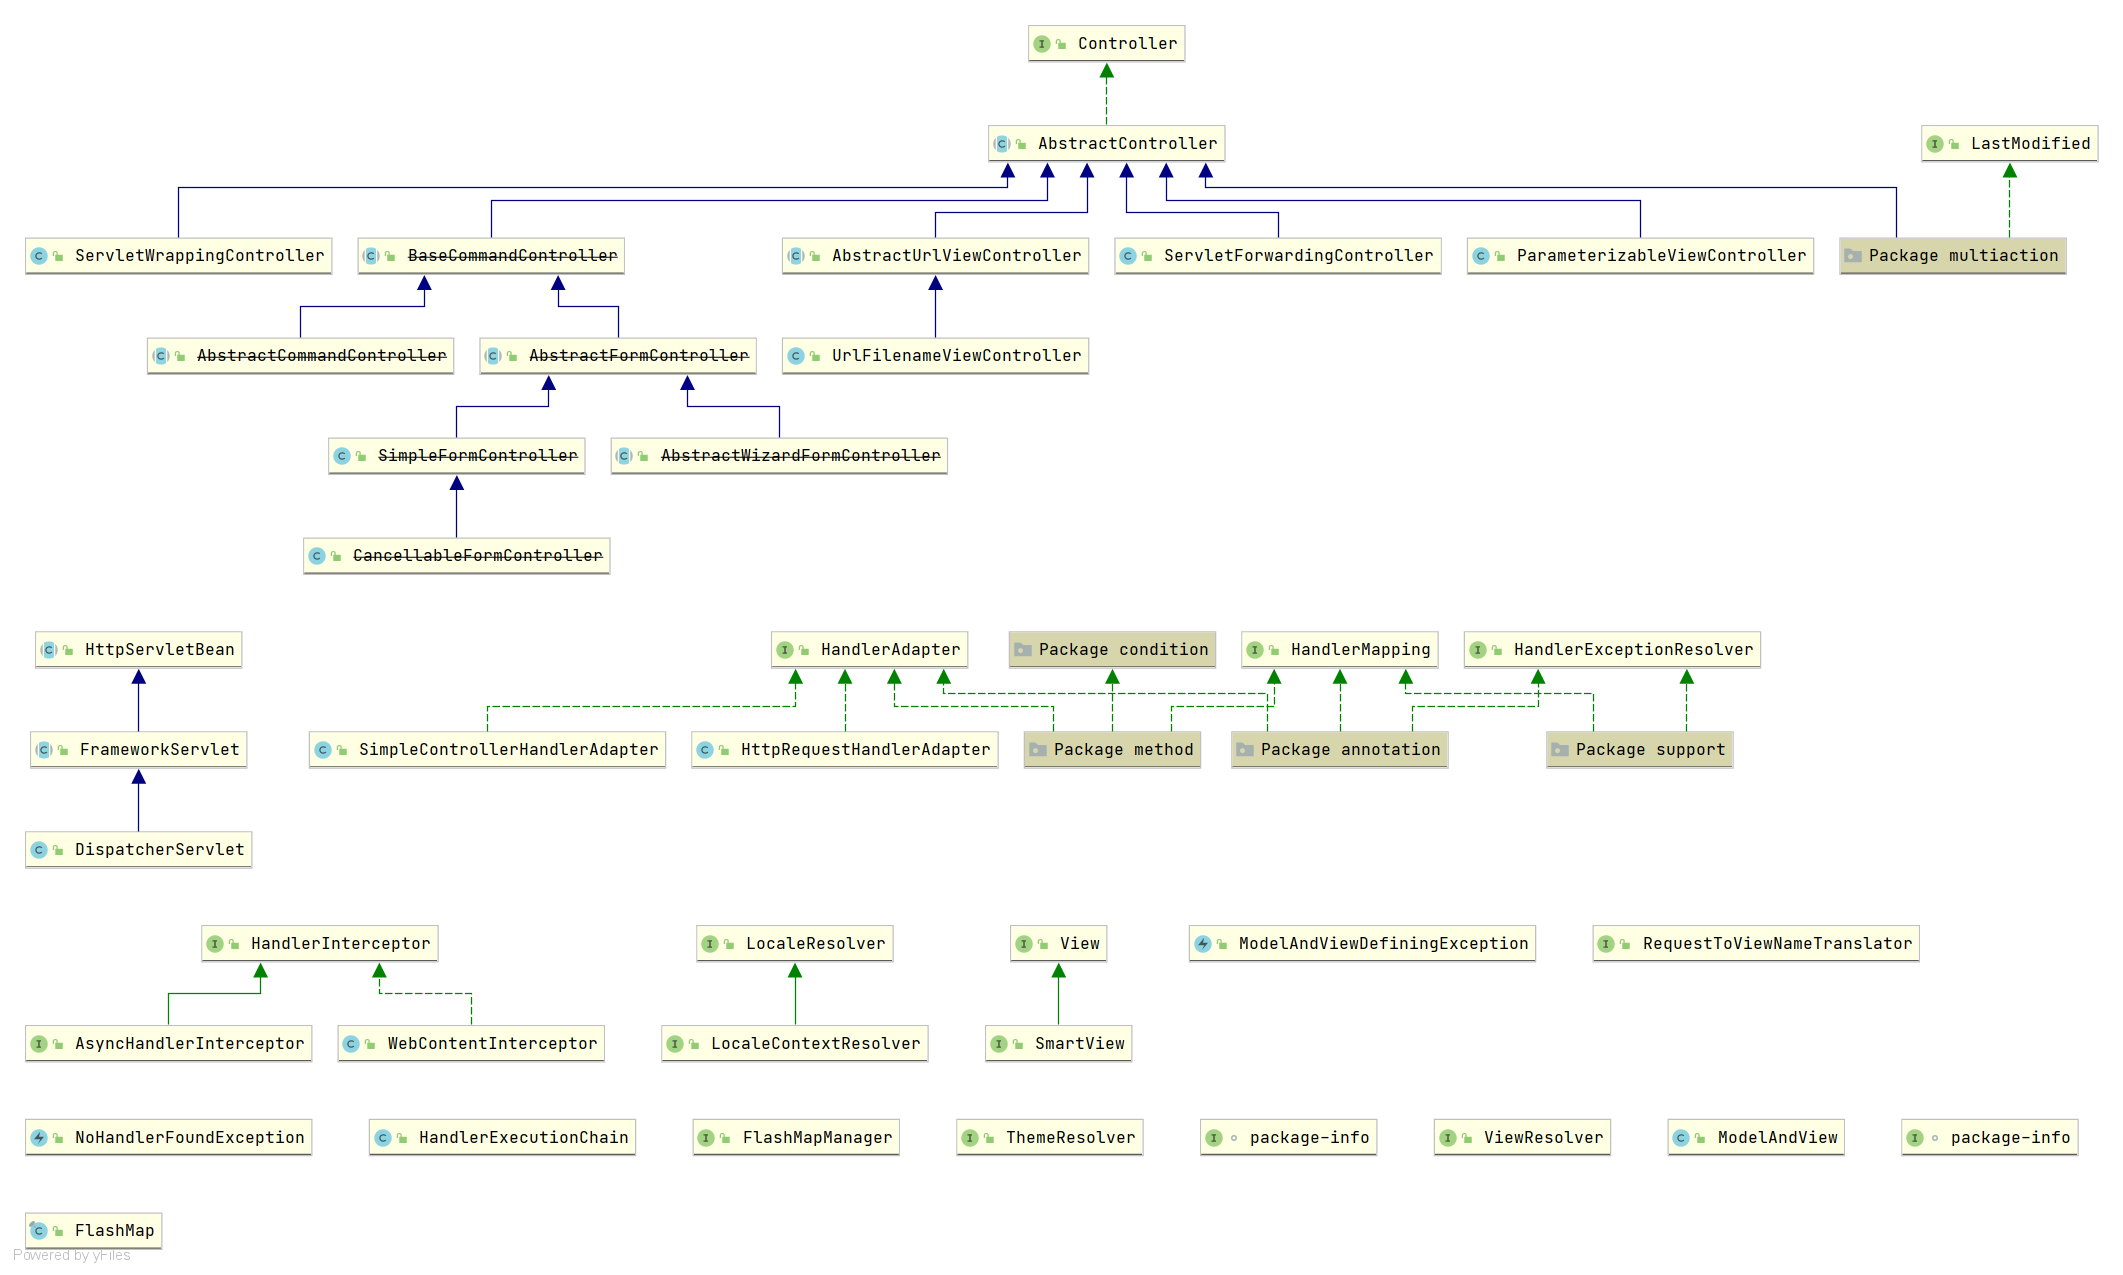 Controller
AbstractController
LastModified
ServletWrappingController
BaseCommandController
AbstractUrlViewController
ServletForwardingController
ParameterizableViewController
Package multiaction
AbstractCommandController
AbstractFormController
UrlFilenameViewController
SimpleFormController
AbstractWizardFormController
CancellableFormController
HttpServletBean
HandlerAdapter
Package condition
HandlerMapping
HandlerExceptionResolver
FrameworkServlet
SimpleControllerHandlerAdapter
HttpRequestHandlerAdapter
Package method
Package annotation
Package support
DispatcherServlet
HandlerInterceptor
LocaleResolver
View
ModelAndViewDefiningException
RequestToViewNameTranslator
AsyncHandlerInterceptor
WebContentInterceptor
LocaleContextResolver
SmartView
NoHandlerFoundException
HandlerExecutionChain
FlashMapManager
ThemeResolver
package-info
ViewResolver
ModelAndView
package-info
FlashMap
Powered by yFiles